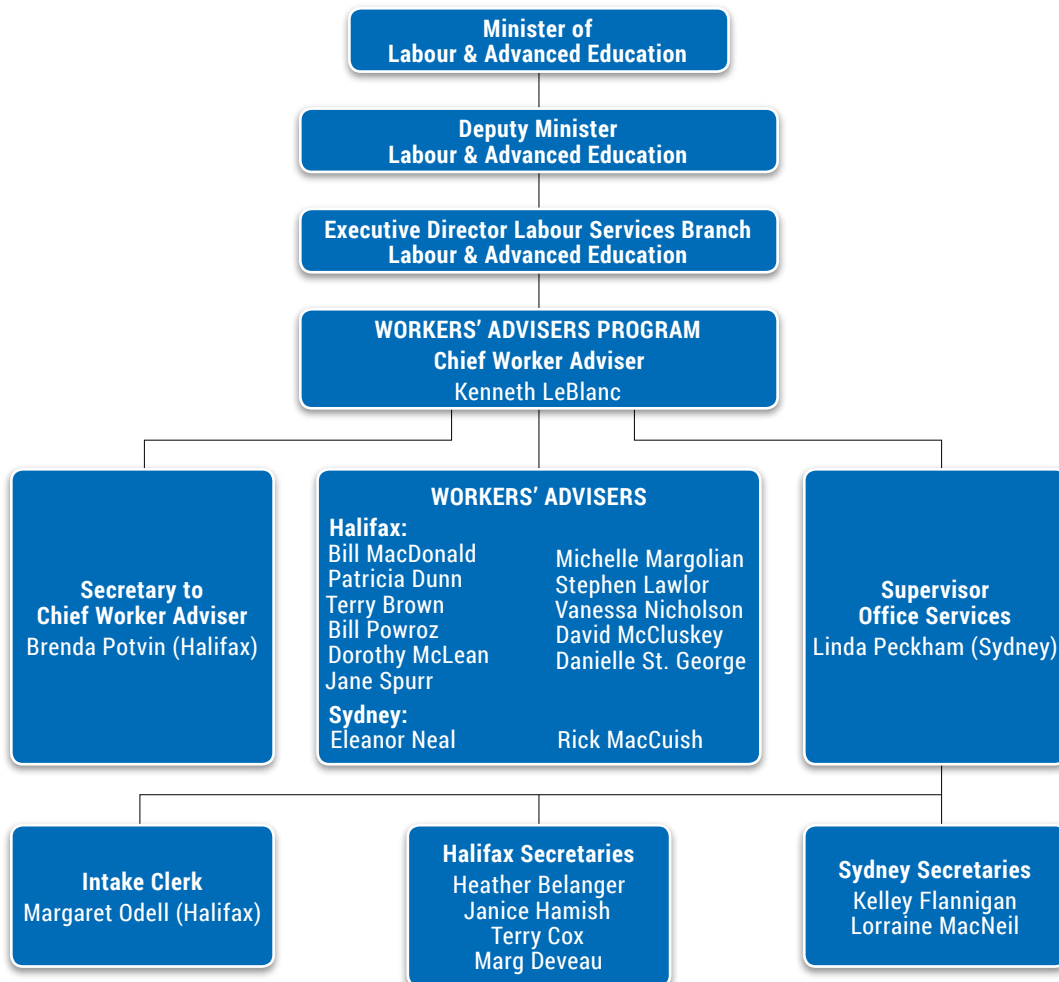 Minister of
Labour & Advanced Education
Deputy Minister
Labour & Advanced Education
Executive Director Labour Services Branch
Labour & Advanced Education
WORKERS’ ADVISERS PROGRAM
Chief Worker Adviser
Kenneth LeBlanc
Secretary to
Chief Worker Adviser
Brenda Potvin (Halifax)
WORKERS’ ADVISERS
Halifax:
Bill MacDonald
Patricia Dunn
Terry Brown
Bill Powroz
Dorothy McLean
Jane Spurr
Michelle Margolian
Stephen Lawlor
Vanessa Nicholson
David McCluskey
Danielle St. George
Sydney:
Eleanor Neal
Rick MacCuish
Supervisor
Office Services
Linda Peckham (Sydney)
Intake Clerk
Margaret Odell (Halifax)
Halifax Secretaries
Heather Belanger
Janice Hamish
Terry Cox
Marg Deveau
Sydney Secretaries
Kelley Flannigan
Lorraine MacNeil